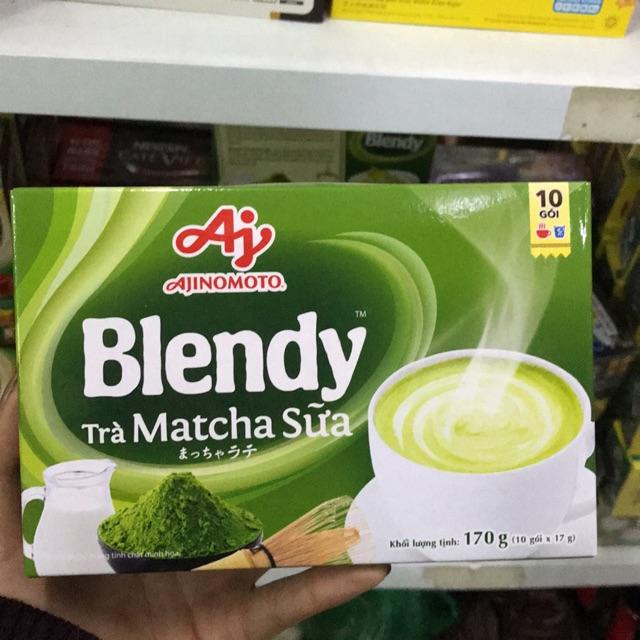 Blendy
10
GÓI
Aj
AJINOMOTO
Blendy™
Trà Matcha Sữa
まっちゃラテ
Khối lượng tịnh: 170 g (10 gói x 17 g)